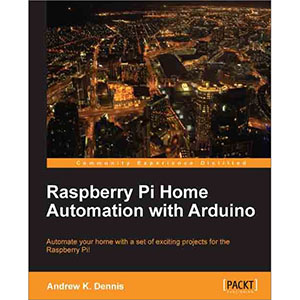 Community Experience Distilled
Raspberry Pi Home
Automation with Arduino
Automate your home with a set of exciting projects for the
Raspberry Pi!
Andrew K. Dennis
PACKT
PUBLISHING